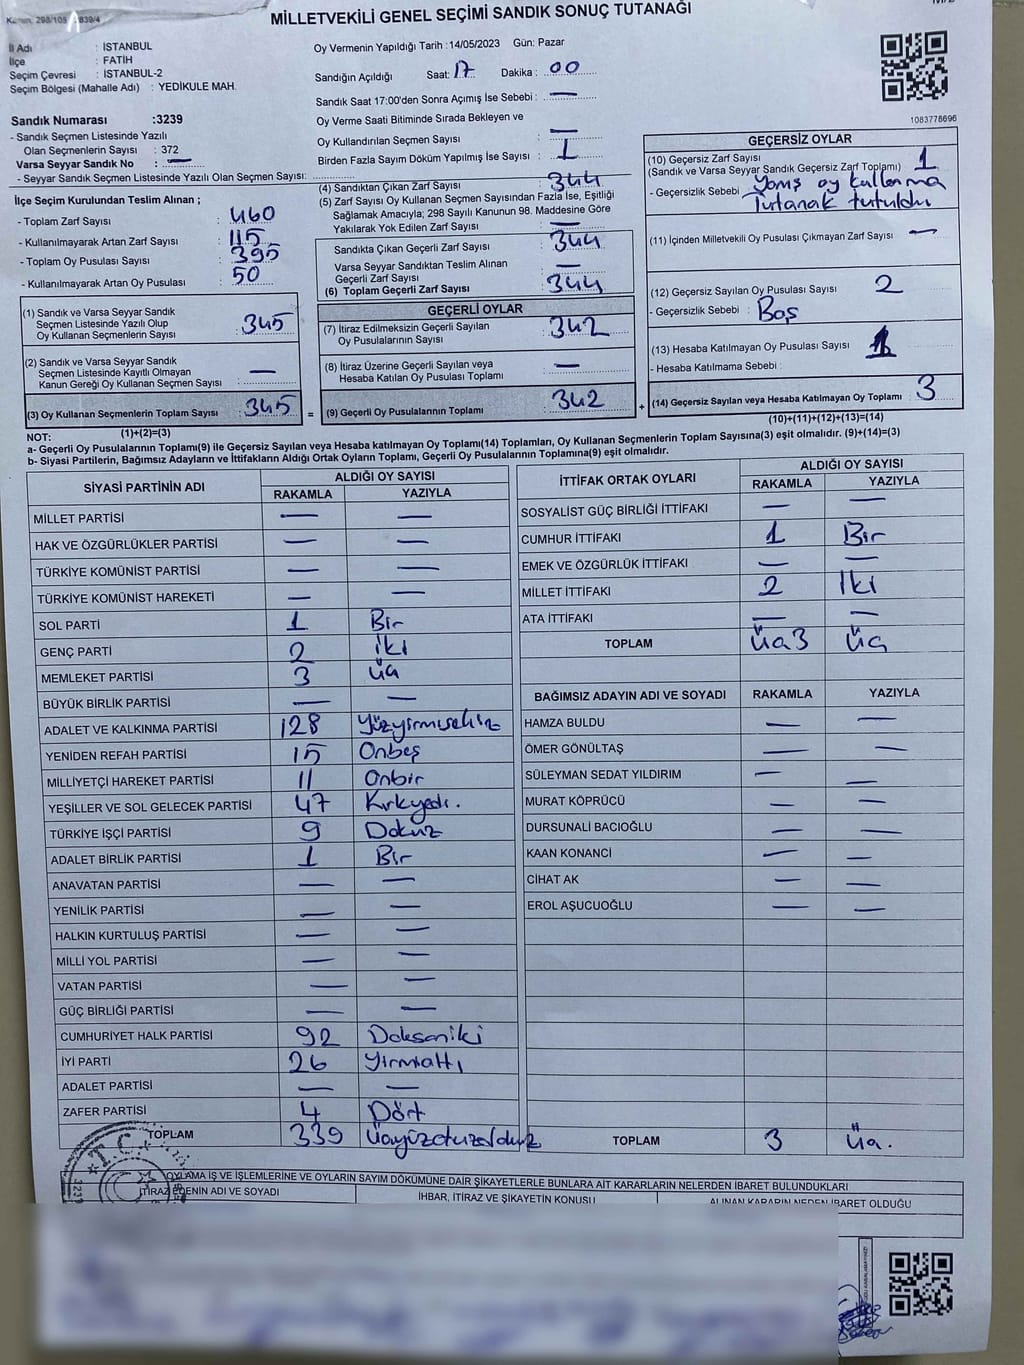 Kanun: 298/105 2839/4
MİLLETVEKİLİ GENEL SEÇİMİ SANDIK SONUÇ TUTANAĞI
İl Adı : İSTANBUL
İlçe : FATİH
Seçim Çevresi : İSTANBUL-2
Seçim Bölgesi (Mahalle Adı) : YEDİKULE MAH.
Sandık Numarası :3239
- Sandık Seçmen Listesinde Yazılı
Olan Seçmenlerin Sayısı : 372
Varsa Seyyar Sandık No : —
- Seyyar Sandık Seçmen Listesinde Yazılı Olan Seçmen Sayısı:
Oy Vermenin Yapıldığı Tarih :14/05/2023 Gün: Pazar
Sandığın Açıldığı Saat: 17 Dakika : 00
Sandık Saat 17:00'den Sonra Açımış İse Sebebi : —
Oy Verme Saati Bitiminde Sırada Bekleyen ve
Oy Kullandırılan Seçmen Sayısı : —
Birden Fazla Sayım Döküm Yapılmış İse Sayısı : 1
1083778696
İlçe Seçim Kurulundan Teslim Alınan ;
- Toplam Zarf Sayısı : 460
- Kullanılmayarak Artan Zarf Sayısı : 115
- Toplam Oy Pusulası Sayısı : 395
- Kullanılmayarak Artan Oy Pusulası : 50
(1) Sandık ve Varsa Seyyar Sandık
Seçmen Listesinde Yazılı Olup
Oy Kullanan Seçmenlerin Sayısı : 345
(2) Sandık ve Varsa Seyyar Sandık
Seçmen Listesinde Kayıtlı Olmayan
Kanun Gereği Oy Kullanan Seçmen Sayısı : —
(3) Oy Kullanan Seçmenlerin Toplam Sayısı : 345 =
(1)+(2)=(3)
(4) Sandıktan Çıkan Zarf Sayısı : 344
(5) Zarf Sayısı Oy Kullanan Seçmen Sayısından Fazla İse, Eşitliği
Sağlamak Amacıyla; 298 Sayılı Kanunun 98. Maddesine Göre
Yakılarak Yok Edilen Zarf Sayısı : —
Sandıkta Çıkan Geçerli Zarf Sayısı : 344
Varsa Seyyar Sandıktan Teslim Alınan
Geçerli Zarf Sayısı : —
(6) Toplam Geçerli Zarf Sayısı : 344
GEÇERLİ OYLAR
(7) İtiraz Edilmeksizin Geçerli Sayılan
Oy Pusulalarının Sayısı : 342
(8) İtiraz Üzerine Geçerli Sayılan veya
Hesaba Katılan Oy Pusulası Toplamı : —
(9) Geçerli Oy Pusulalarının Toplamı : 342 +
GEÇERSİZ OYLAR
(10) Geçersiz Zarf Sayısı
(Sandık ve Varsa Seyyar Sandık Geçersiz Zarf Toplamı) : 1
- Geçersizlik Sebebi : oy kullanma
Tutanak tutuldu
(11) İçinden Milletvekili Oy Pusulası Çıkmayan Zarf Sayısı : —
(12) Geçersiz Sayılan Oy Pusulası Sayısı : 2
- Geçersizlik Sebebi : Boş
(13) Hesaba Katılmayan Oy Pusulası Sayısı :
- Hesaba Katılmama Sebebi :
(14) Geçersiz Sayılan veya Hesaba Katılmayan Oy Toplamı : 3
(10)+(11)+(12)+(13)=(14)
NOT:
a- Geçerli Oy Pusulalarının Toplamı(9) ile Geçersiz Sayılan veya Hesaba katılmayan Oy Toplamı(14) Toplamları, Oy Kullanan Seçmenlerin Toplam Sayısına(3) eşit olmalıdır. (9)+(14)=(3)
b- Siyasi Partilerin, Bağımsız Adayların ve İttifakların Aldığı Ortak Oyların Toplamı, Geçerli Oy Pusulalarının Toplamına(9) eşit olmalıdır.
SİYASİ PARTİNİN ADI ALDIĞI OY SAYISI
RAKAMLA YAZIYLA
MİLLET PARTİSİ — —
HAK VE ÖZGÜRLÜKLER PARTİSİ — —
TÜRKİYE KOMÜNİST PARTİSİ — —
TÜRKİYE KOMÜNİST HAREKETİ — —
SOL PARTİ 1 Bir
GENÇ PARTİ 2 iki
MEMLEKET PARTİSİ 3 üç
BÜYÜK BİRLİK PARTİSİ — —
ADALET VE KALKINMA PARTİSİ 128 Yüzyirmisekiz
YENİDEN REFAH PARTİSİ 15 Onbeş
MİLLİYETÇİ HAREKET PARTİSİ 11 Onbir
YEŞİLLER VE SOL GELECEK PARTİSİ 47 Kırkyedi.
TÜRKİYE İŞÇİ PARTİSİ 9 Dokuz
ADALET BİRLİK PARTİSİ 1 Bir
ANAVATAN PARTİSİ — —
YENİLİK PARTİSİ — —
HALKIN KURTULUŞ PARTİSİ — —
MİLLİ YOL PARTİSİ — —
VATAN PARTİSİ — —
GÜÇ BİRLİĞİ PARTİSİ — —
CUMHURİYET HALK PARTİSİ 92 Doksaniki
İYİ PARTİ 26 Yirmialtı
ADALET PARTİSİ — —
ZAFER PARTİSİ 4 Dört
TOPLAM 339 Üçyüzotuzdokuz
İTTİFAK ORTAK OYLARI ALDIĞI OY SAYISI
RAKAMLA YAZIYLA
SOSYALİST GÜÇ BİRLİĞİ İTTİFAKI — —
CUMHUR İTTİFAKI 1 Bir
EMEK VE ÖZGÜRLÜK İTTİFAKI — —
MİLLET İTTİFAKI 2 İki
ATA İTTİFAKI — —
TOPLAM üç3 üç
BAĞIMSIZ ADAYIN ADI VE SOYADI RAKAMLA YAZIYLA
HAMZA BULDU — —
ÖMER GÖNÜLTAŞ — —
SÜLEYMAN SEDAT YILDIRIM — —
MURAT KÖPRÜCÜ — —
DURSUNALİ BACIOĞLU — —
KAAN KONANCİ — —
CİHAT AK — —
EROL AŞUCUOĞLU — —
TOPLAM 3 üç.
T.C.
3239
OYLAMA İŞ VE İŞLEMLERİNE VE OYLARIN SAYIM DÖKÜMÜNE DAİR ŞİKAYETLERLE BUNLARA AİT KARARLARIN NELERDEN İBARET BULUNDUKLARI
İTİRAZ EDENİN ADI VE SOYADI İHBAR, İTİRAZ VE ŞİKAYETİN KONUSU ALINAN KARARIN NEDEN İBARET OLDUĞU